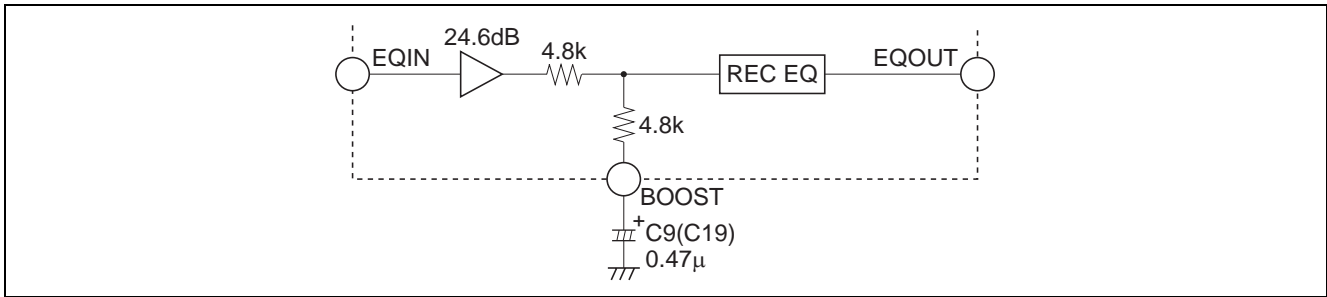 24.6dB
EQIN
4.8k
REC EQ
EQOUT
4.8k
BOOST
+
C9(C19)
0.47μ